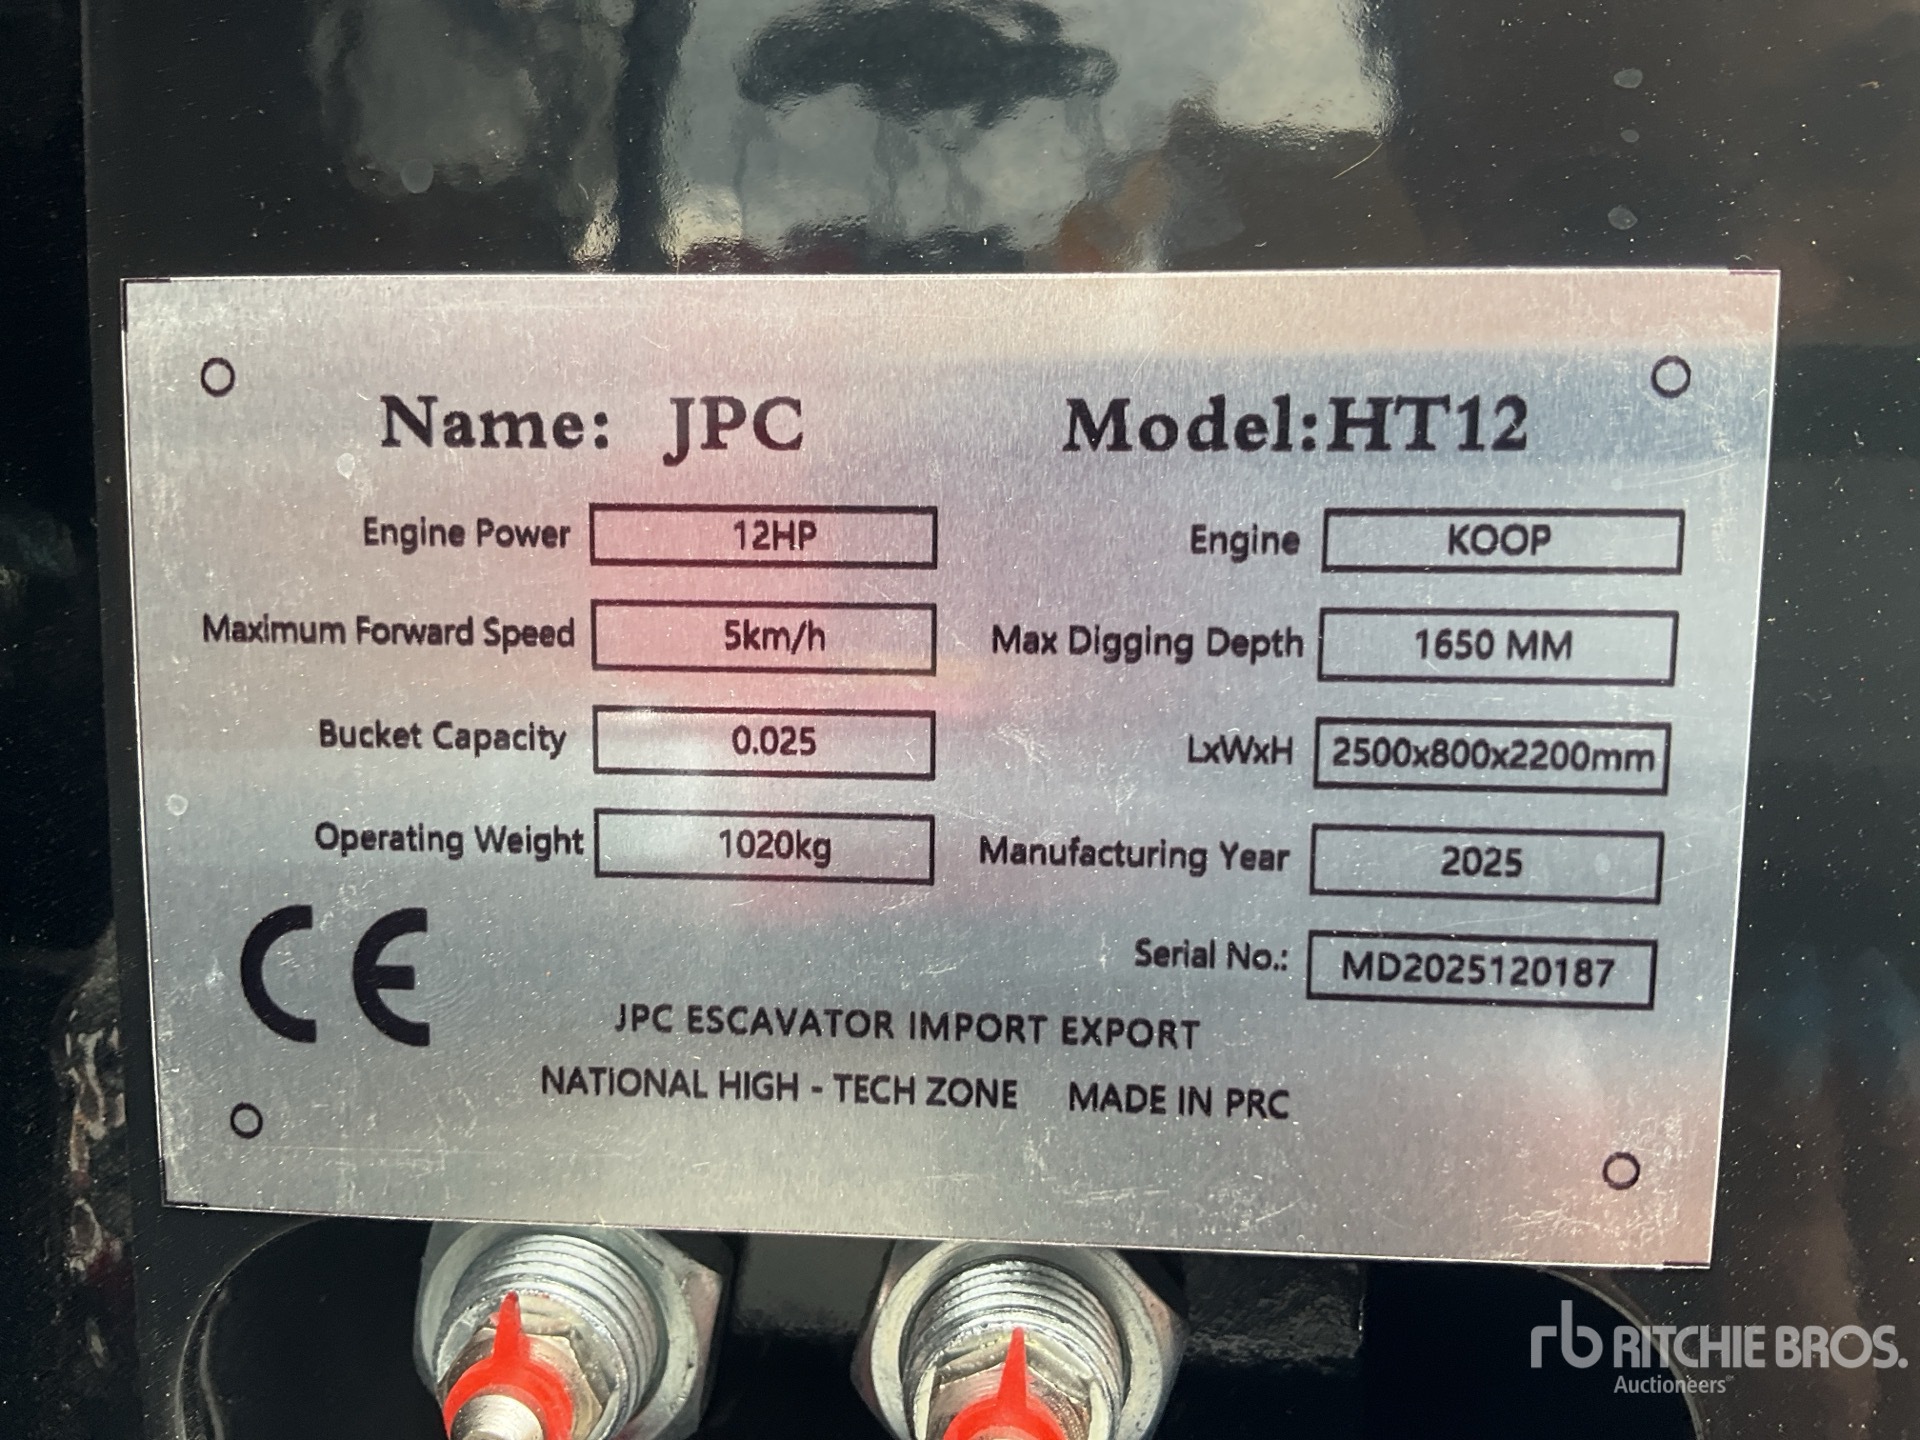 Name: JPC Model:HT12
Engine Power 12HP Engine KOOP
Maximum Forward Speed 5km/h Max Digging Depth 1650 MM
Bucket Capacity 0.025 LxWxH 2500x800x2200mm
Operating Weight 1020kg Manufacturing Year 2025
Serial No.: MD2025120187
CE
JPC ESCAVATOR IMPORT EXPORT
NATIONAL HIGH - TECH ZONE MADE IN PRC
rb RITCHIE BROS.
Auctioneers